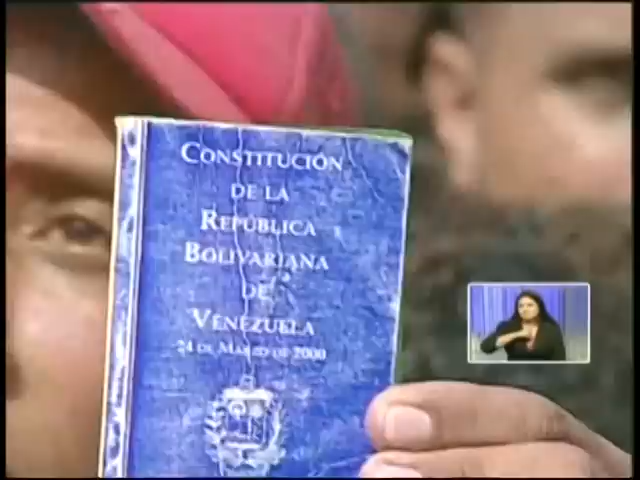 CONSTITUCIÓN
DE LA
REPÚBLICA
BOLIVARIANA
DE
VENEZUELA
24 DE MARZO DE 2000